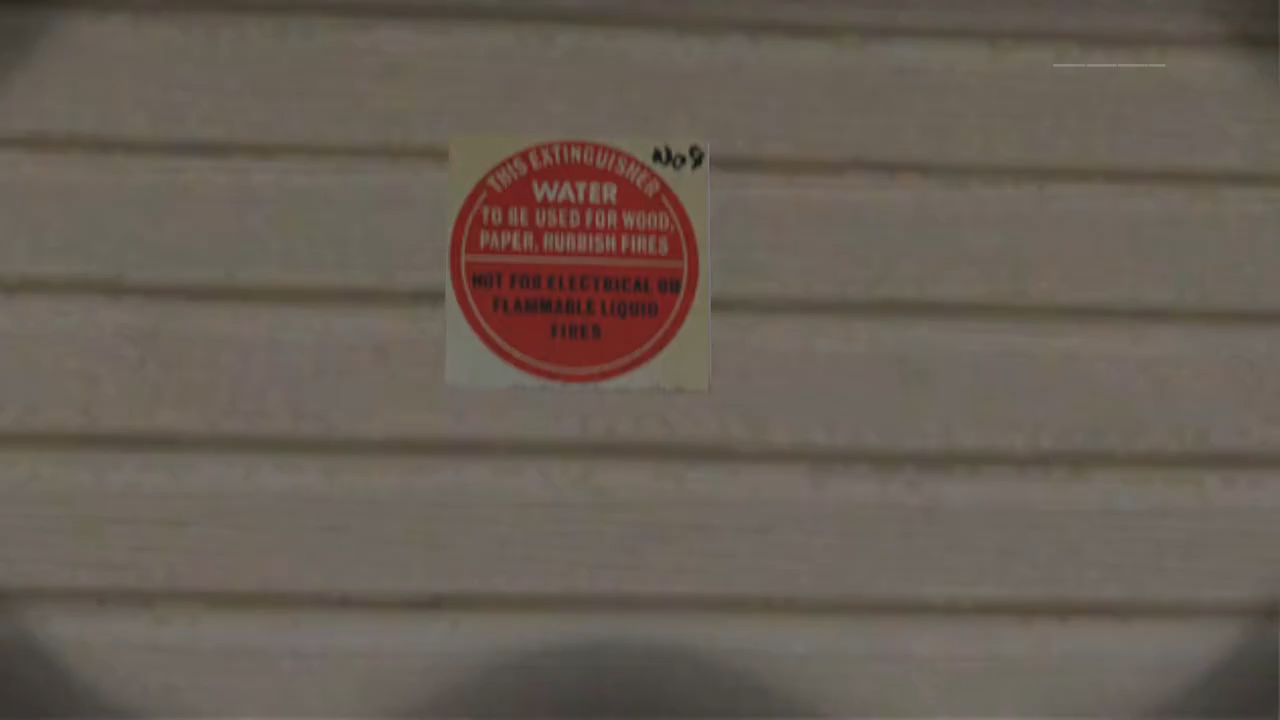 No 8
THIS EXTINGUISHER
WATER
TO BE USED FOR WOOD,
PAPER, RUBBISH FIRES
NOT FOR ELECTRICAL OR
FLAMMABLE LIQUID
FIRES